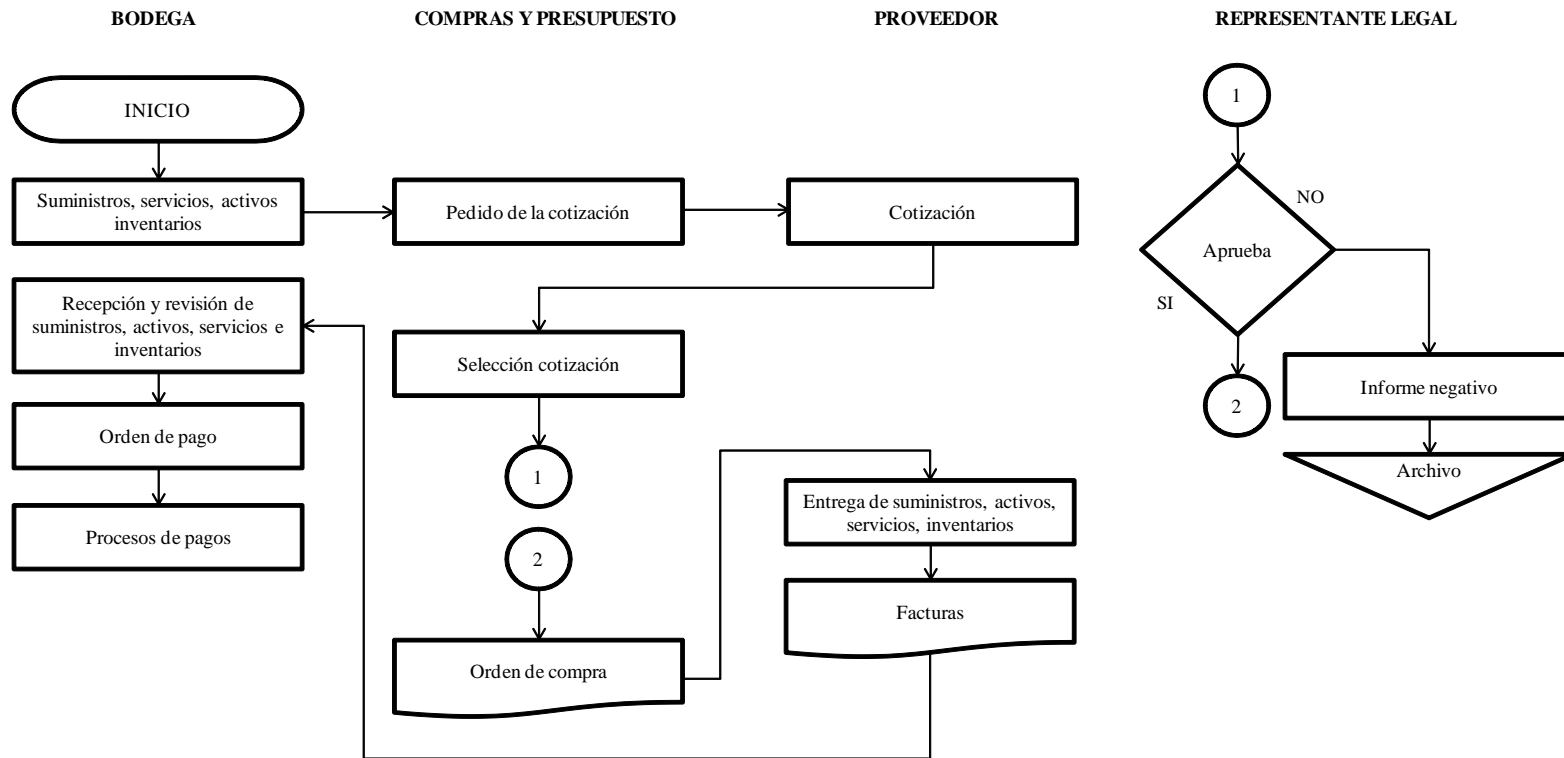 BODEGA
COMPRAS Y PRESUPUESTO
PROVEEDOR
REPRESENTANTE LEGAL
INICIO
Suministros, servicios, activos
inventarios
Pedido de la cotización
Cotización
Recepción y revisión de
suministros, activos, servicios e
inventarios
Selección cotización
Orden de pago
1
Procesos de pagos
2
Orden de compra
Entrega de suministros, activos,
servicios, inventarios
Facturas
1
Aprueba
NO
SI
2
Informe negativo
Archivo